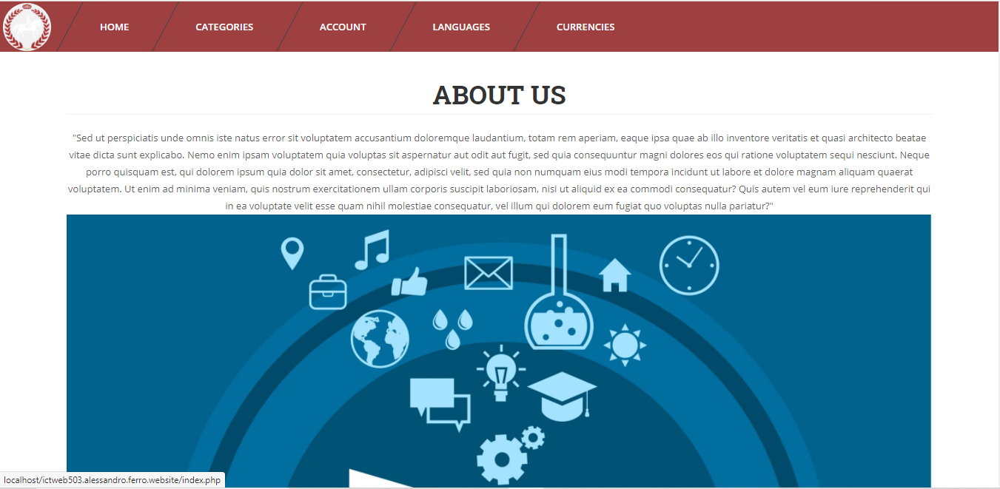 HOME
CATEGORIES
ACCOUNT
LANGUAGES
CURRENCIES
ABOUT US
"Sed ut perspiciatis unde omnis iste natus error sit voluptatem accusantium doloremque laudantium, totam rem aperiam, eaque ipsa quae ab illo inventore veritatis et quasi architecto beatae
vitae dicta sunt explicabo. Nemo enim ipsam voluptatem quia voluptas sit aspernatur aut odit aut fugit, sed quia consequuntur magni dolores eos qui ratione voluptatem sequi nesciunt. Neque
porro quisquam est, qui dolorem ipsum quia dolor sit amet, consectetur, adipisci velit, sed quia non numquam eius modi tempora incidunt ut labore et dolore magnam aliquam quaerat
voluptatem. Ut enim ad minima veniam, quis nostrum exercitationem ullam corporis suscipit laboriosam, nisi ut aliquid ex ea commodi consequatur? Quis autem vel eum iure reprehenderit qui
in ea voluptate velit esse quam nihil molestiae consequatur, vel illum qui dolorem eum fugiat quo voluptas nulla pariatur?"
localhost/ictweb503.alessandro.ferro.website/index.php